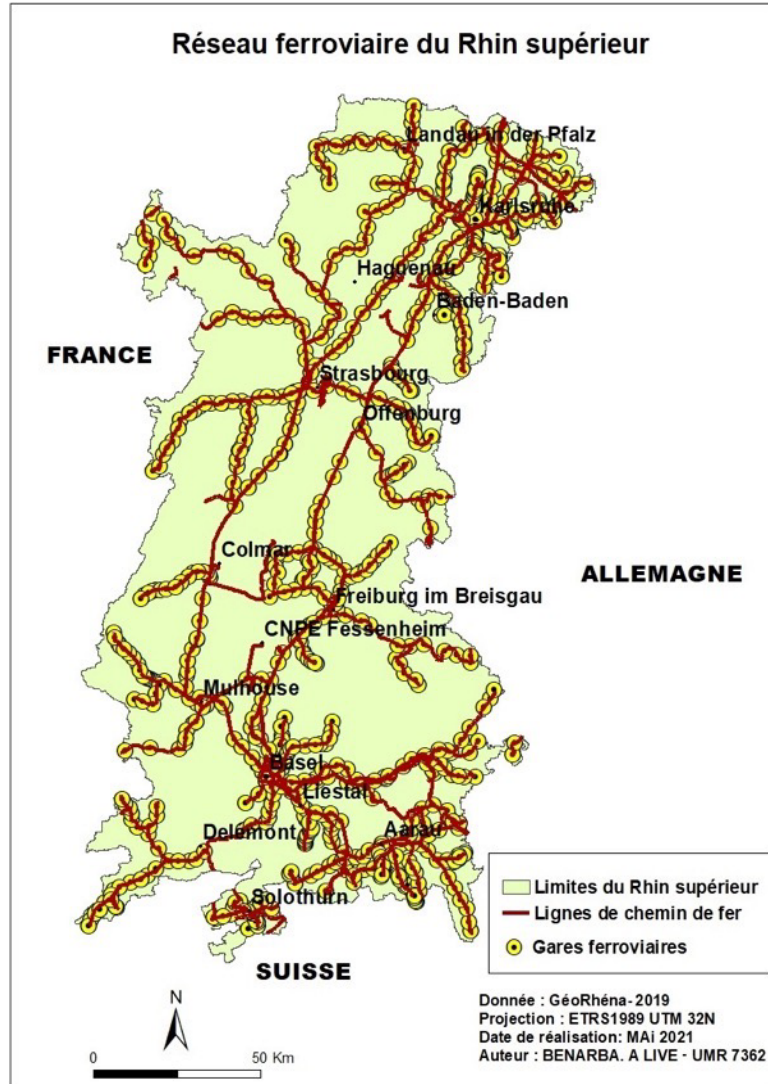 Réseau ferroviaire du Rhin supérieur
Landau in der Pfalz
Karlsruhe
Haguenau
Baden-Baden
FRANCE
Strasbourg
Offenburg
Colmar
ALLEMAGNE
Freiburg im Breisgau
CNPE Fessenheim
Mulhouse
Basel
Liestal
Delémont
Aarau
Solothurn
SUISSE
Limites du Rhin supérieur
Lignes de chemin de fer
Gares ferroviaires
N
0 50 Km
Donnée : GéoRhéna- 2019
Projection : ETRS1989 UTM 32N
Date de réalisation: MAi 2021
Auteur : BENARBA. A LIVE - UMR 7362